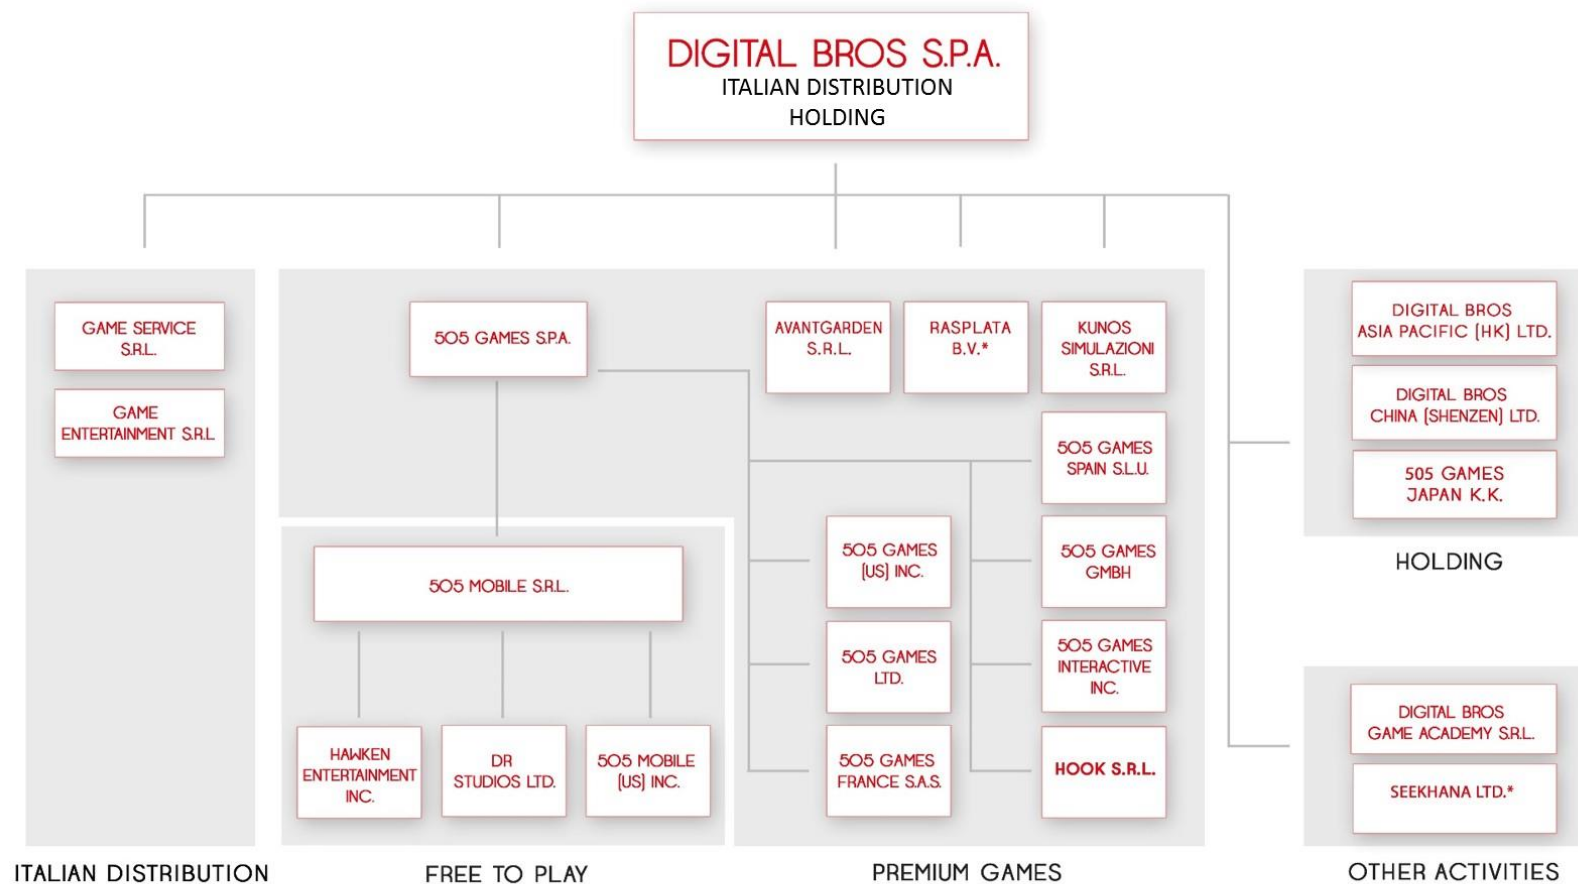 DIGITAL BROS S.P.A.
ITALIAN DISTRIBUTION
HOLDING
GAME SERVICE
S.R.L.
GAME
ENTERTAINMENT S.R.L
ITALIAN DISTRIBUTION
505 GAMES S.P.A.
505 MOBILE S.R.L.
HAWKEN
ENTERTAINMENT
INC.
DR
STUDIOS LTD.
505 MOBILE
(US) INC.
FREE TO PLAY
AVANTGARDEN
S.R.L.
RASPLATA
B.V.*
KUNOS
SIMULAZIONI
S.R.L.
505 GAMES
SPAIN S.L.U.
505 GAMES
(US) INC.
505 GAMES
GMBH
505 GAMES
LTD.
505 GAMES
INTERACTIVE
INC.
505 GAMES
FRANCE S.A.S.
HOOK S.R.L.
PREMIUM GAMES
DIGITAL BROS
ASIA PACIFIC (HK) LTD.
DIGITAL BROS
CHINA (SHENZEN) LTD.
505 GAMES
JAPAN K.K.
HOLDING
DIGITAL BROS
GAME ACADEMY S.R.L.
SEEKHANA LTD.*
OTHER ACTIVITIES